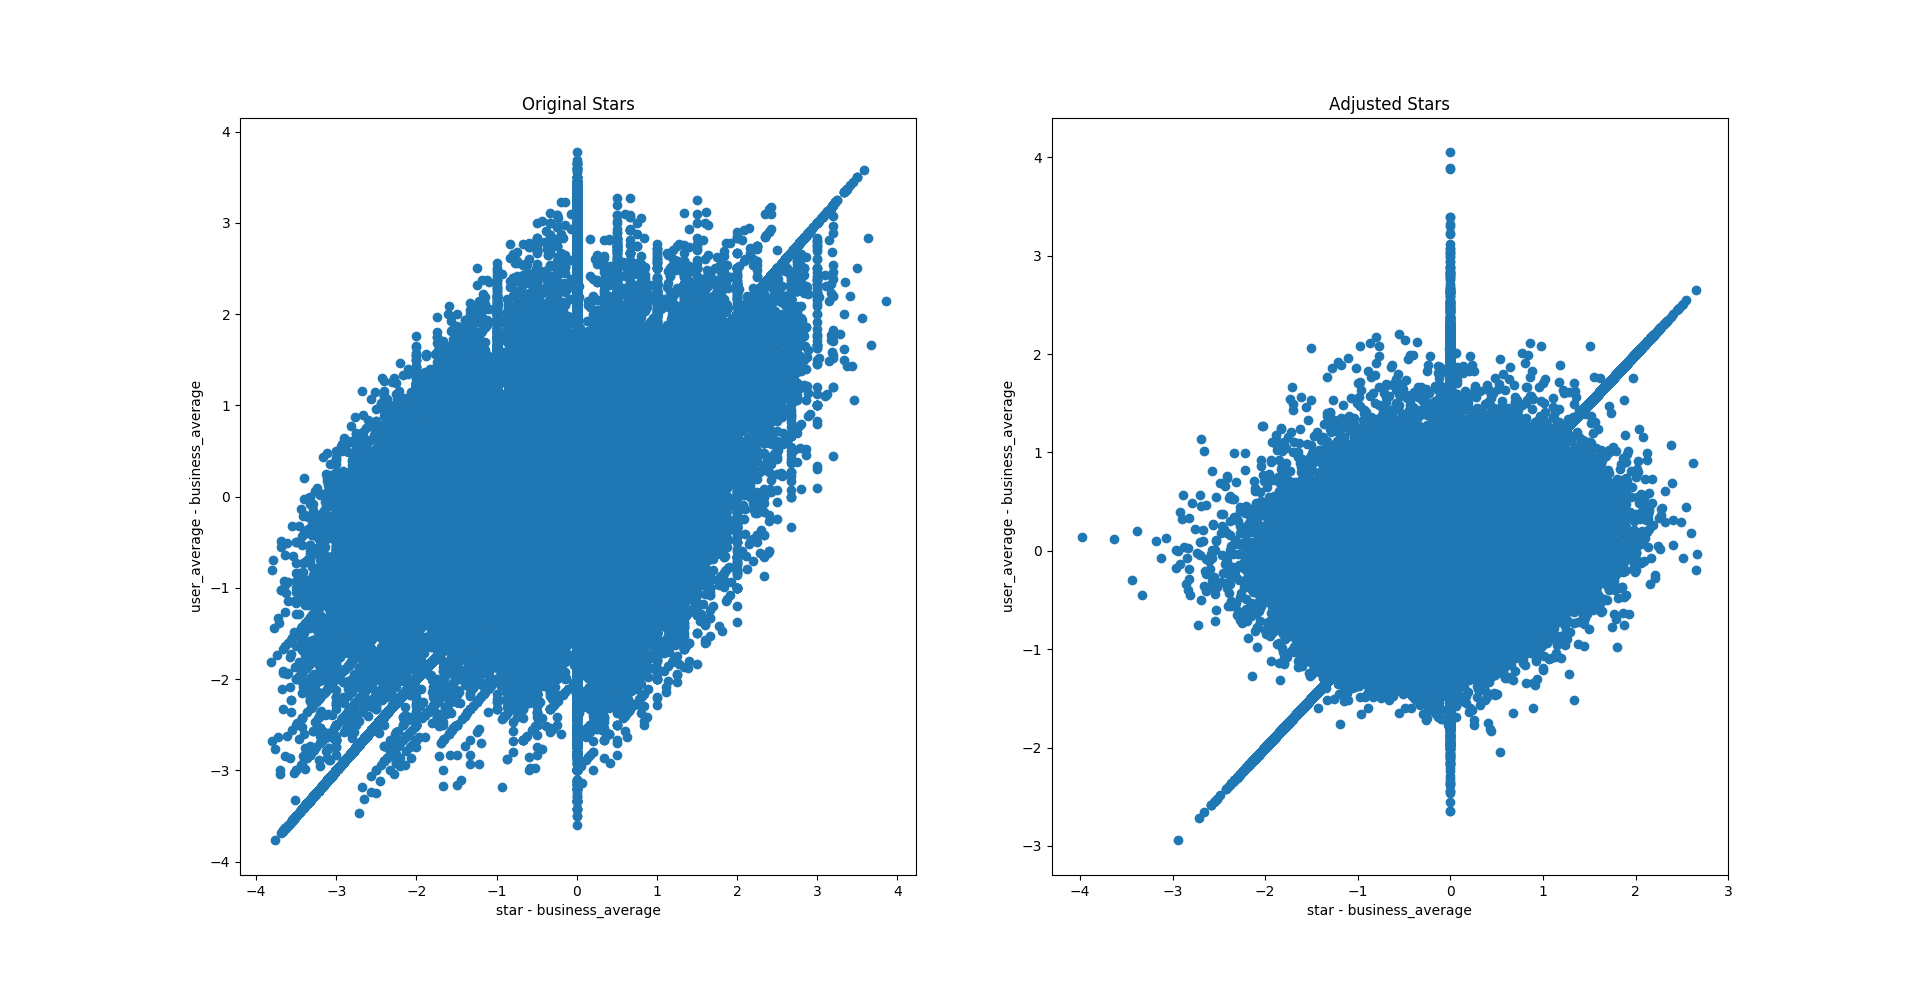 Original Stars
4
3
2
1
0
−1
−2
−3
−4
user_average - business_average
−4 −3 −2 −1 0 1 2 3 4
star - business_average
Adjusted Stars
4
3
2
1
0
−1
−2
−3
user_average - business_average
−4 −3 −2 −1 0 1 2 3
star - business_average